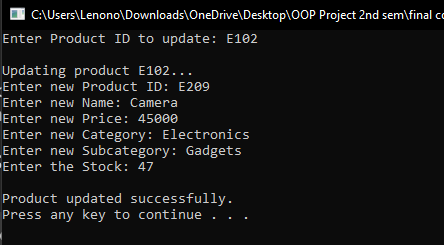 C:\Users\Lenono\Downloads\OneDrive\Desktop\OOP Project 2nd sem\final co
Enter Product ID to update: E102
Updating product E102...
Enter new Product ID: E209
Enter new Name: Camera
Enter new Price: 45000
Enter new Category: Electronics
Enter new Subcategory: Gadgets
Enter the Stock: 47
Product updated successfully.
Press any key to continue . . .